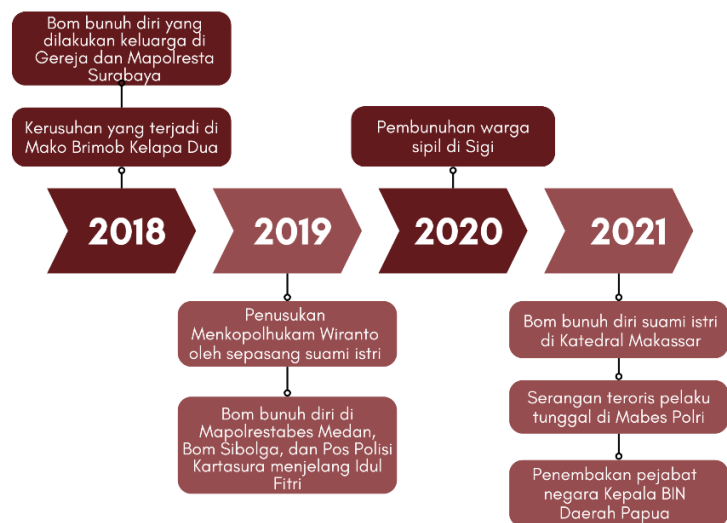 Bom bunuh diri yang
dilakukan keluarga di
Gereja dan Mapolresta
Surabaya
Kerusuhan yang terjadi di
Mako Brimob Kelapa Dua
Pembunuhan warga
sipil di Sigi
2018
2019
2020
2021
Penusukan
Menkopolhukam Wiranto
oleh sepasang suami istri
Bom bunuh diri di
Mapolrestabes Medan,
Bom Sibolga, dan Pos Polisi
Kartasura menjelang Idul
Fitri
Bom bunuh diri suami istri
di Katedral Makassar
Serangan teroris pelaku
tunggal di Mabes Polri
Penembakan pejabat
negara Kepala BIN
Daerah Papua